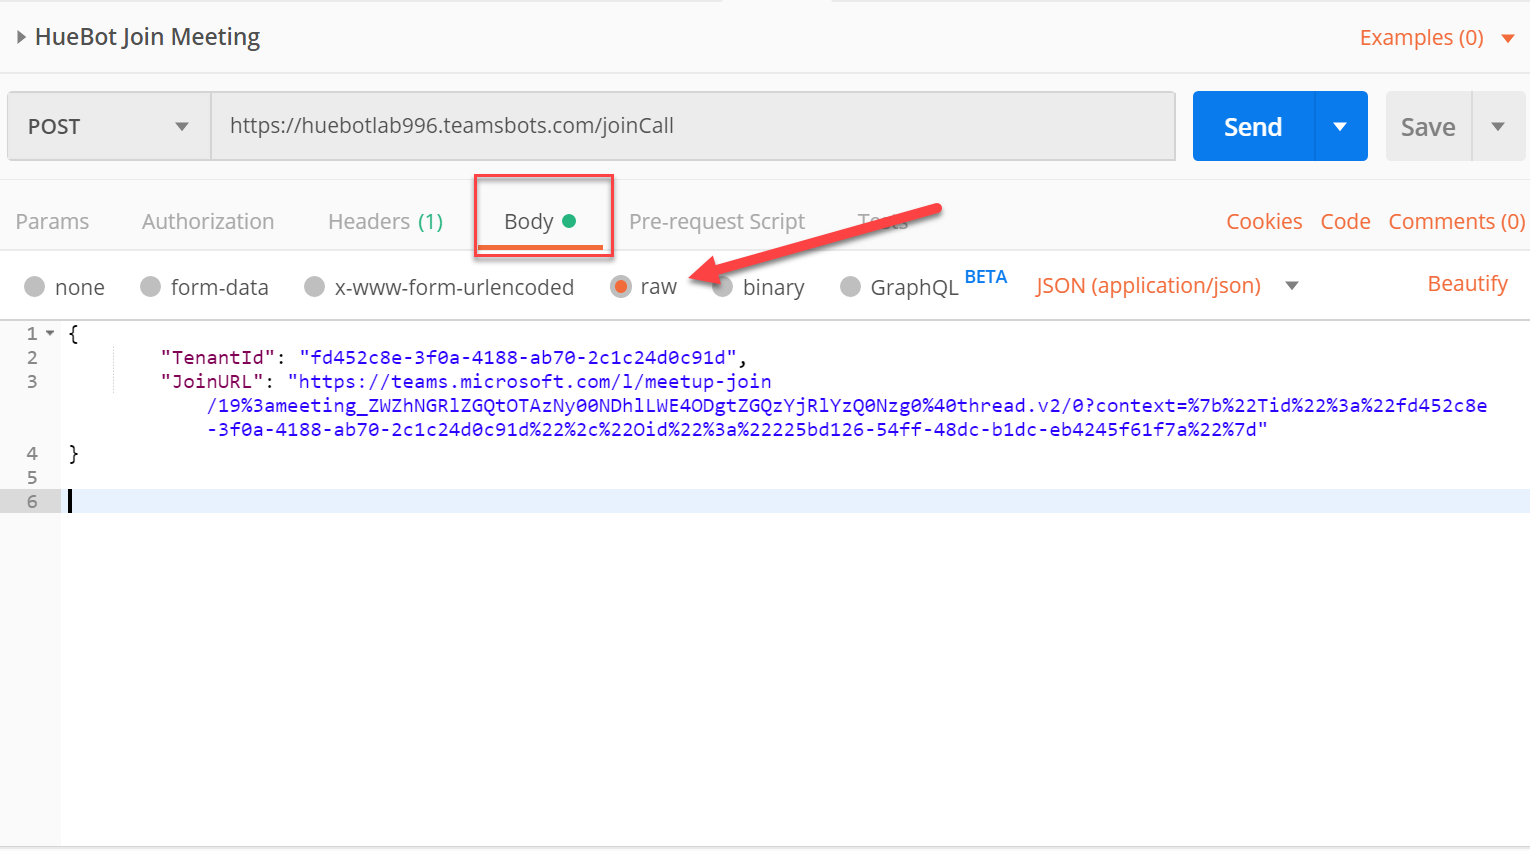 HueBot Join Meeting
Examples (0)
POST
https://huebotlab996.teamsbots.com/joinCall
Send
Save
Params Authorization Headers (1) Body Pre-request Script Tests Cookies Code Comments (0)
none form-data x-www-form-urlencoded raw binary GraphQL BETA JSON (application/json) Beautify
1 {
2 "TenantId": "fd452c8e-3f0a-4188-ab70-2c1c24d0c91d",
3 "JoinURL": "https://teams.microsoft.com/l/meetup-join
/19%3ameeting_ZWZhNGRlZGQtOTAzNy00NDhlLWE4ODgtZGQzYjRlYzQ0Nzg0%40thread.v2/0?context=%7b%22Tid%22%3a%22fd452c8e
-3f0a-4188-ab70-2c1c24d0c91d%22%2c%22Oid%22%3a%22225bd126-54ff-48dc-b1dc-eb4245f61f7a%22%7d"
4 }
5
6